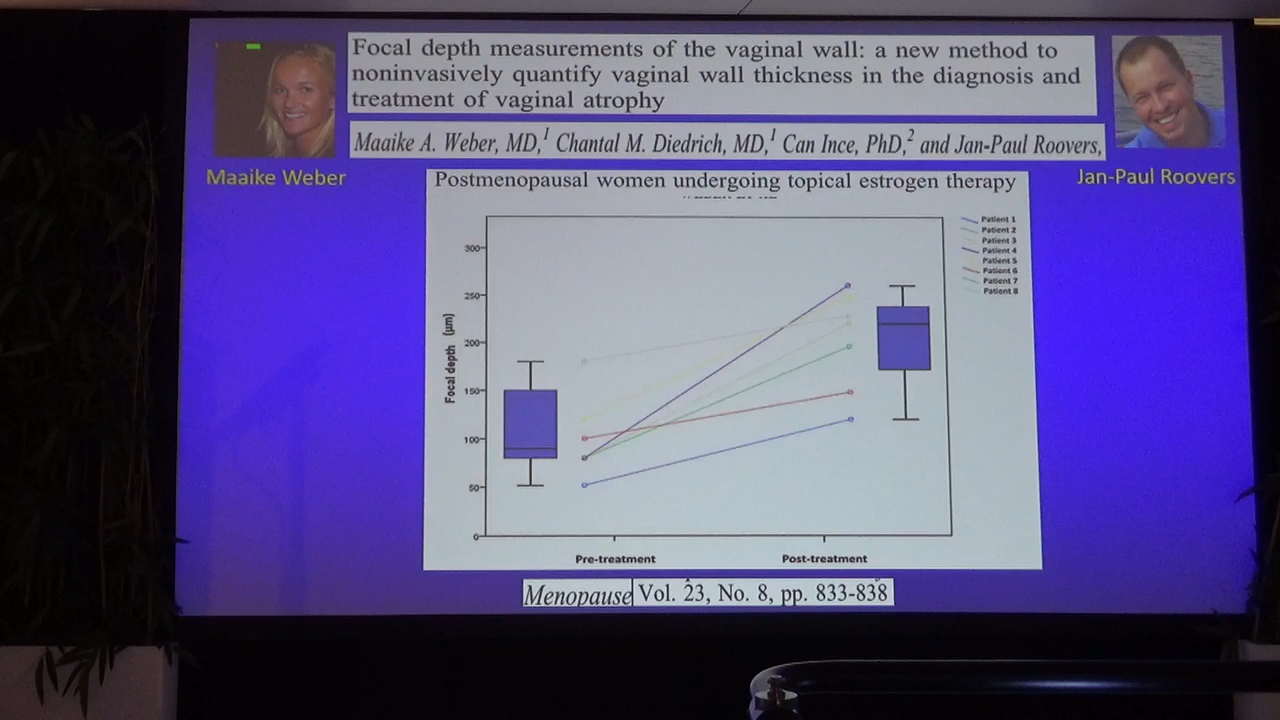 Focal depth measurements of the vaginal wall: a new method to
noninvasively quantify vaginal wall thickness in the diagnosis and
treatment of vaginal atrophy
Maaike A. Weber, MD,1 Chantal M. Diedrich, MD,1 Can Ince, PhD,2 and Jan-Paul Roovers,
Maaike Weber
Jan-Paul Roovers
Postmenopausal women undergoing topical estrogen therapy
Patient 1
Patient 2
Patient 3
Patient 4
Patient 5
Patient 6
Patient 7
Patient 8
Focal depth (µm)
300
250
200
150
100
50
0
Pre-treatment Post-treatment
Menopause Vol. 23, No. 8, pp. 833-838